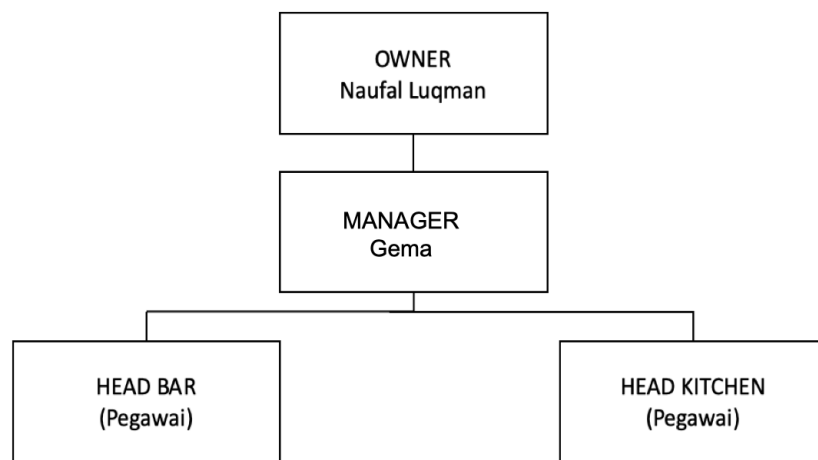 OWNER
Naufal Luqman
MANAGER
Gema
HEAD BAR
(Pegawai)
HEAD KITCHEN
(Pegawai)